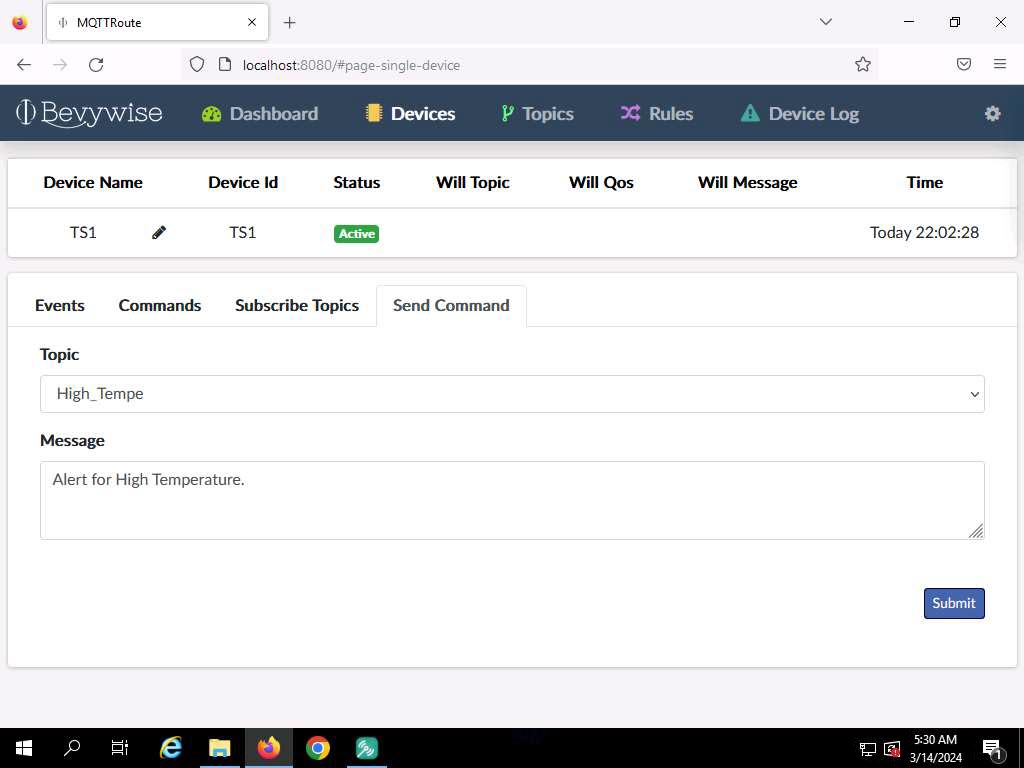 MQTTRoute
localhost:8080/#page-single-device
Bevywise Dashboard Devices Topics Rules Device Log
Device Name Device Id Status Will Topic Will Qos Will Message Time
TS1 TS1 Active Today 22:02:28
Events Commands Subscribe Topics Send Command
Topic
High_Tempe
Message
Alert for High Temperature.
Submit
5:30 AM
3/14/2024
1